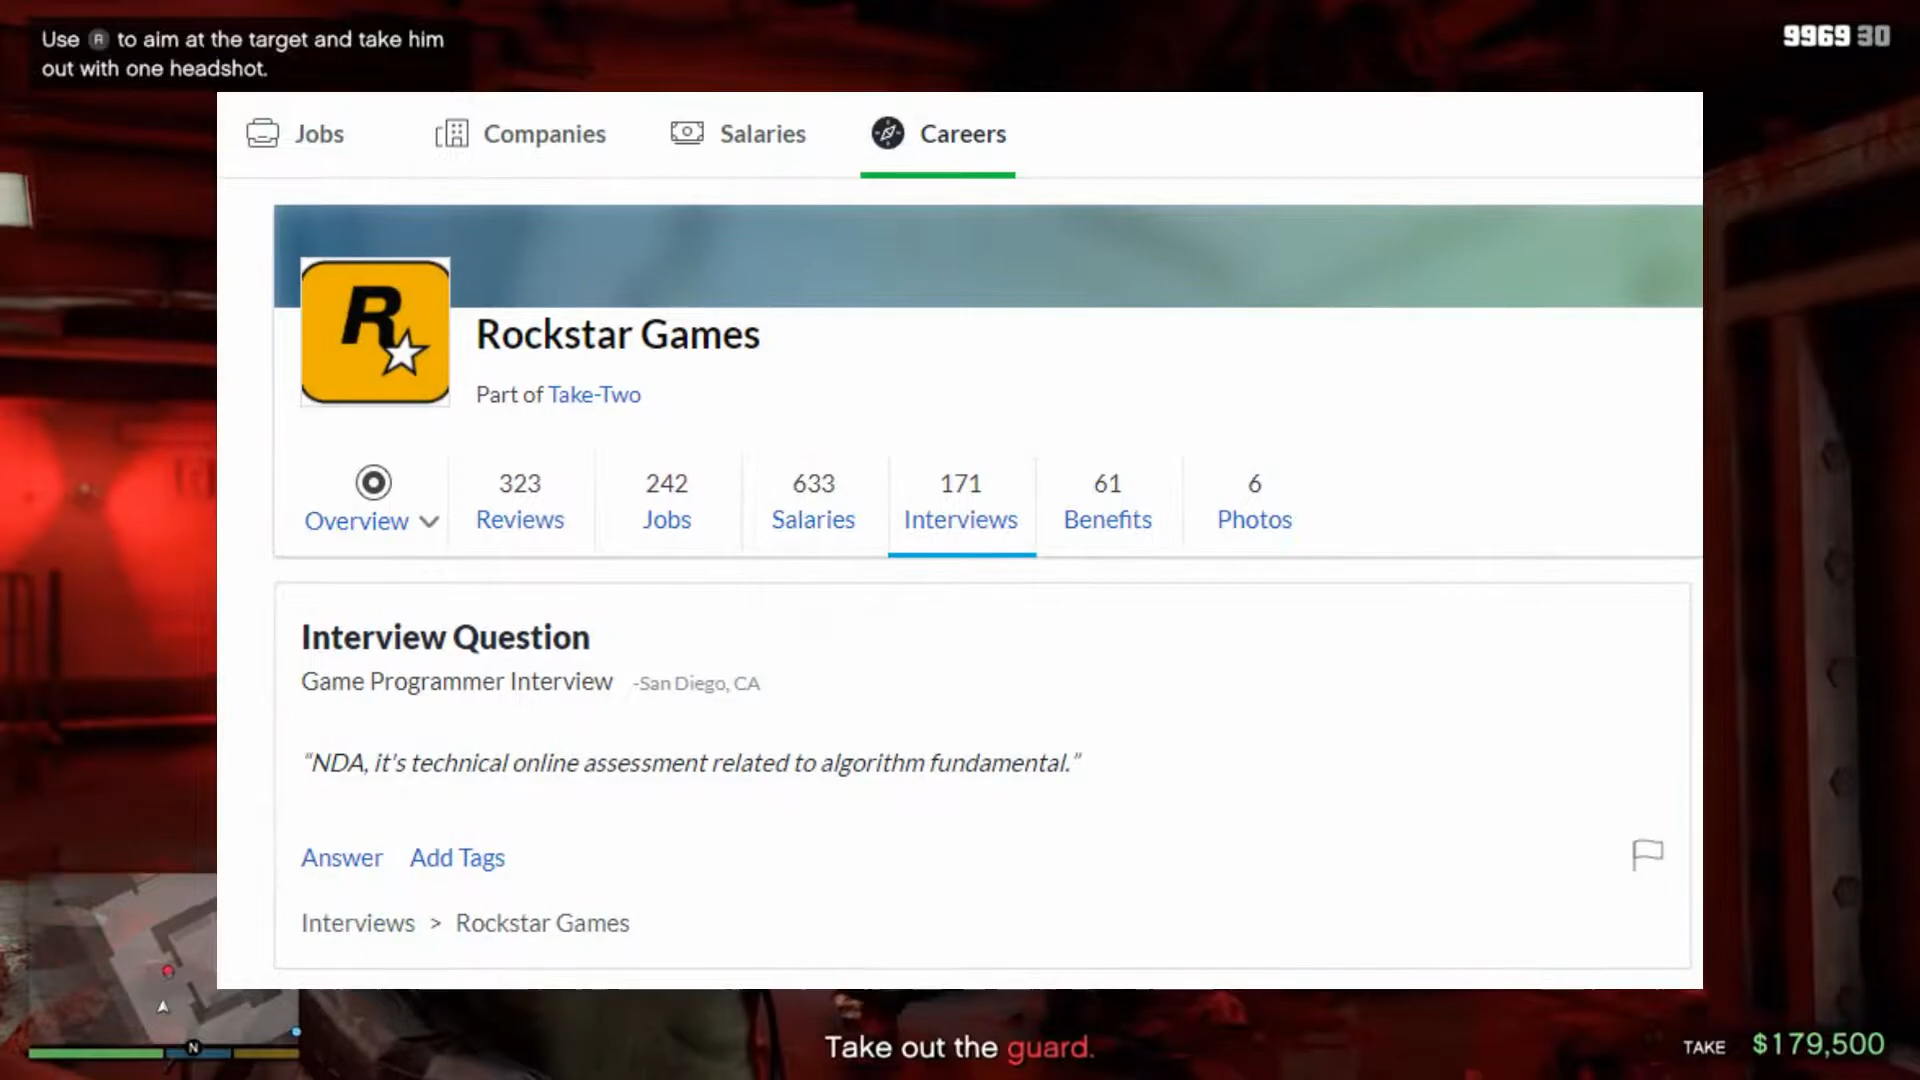 Use R to aim at the target and take him
out with one headshot.
9969 30
Jobs Companies Salaries Careers
R
Rockstar Games
Part of Take-Two
323 242 633 171 61 6
Overview Reviews Jobs Salaries Interviews Benefits Photos
Interview Question
Game Programmer Interview -San Diego, CA
“NDA, it's technical online assessment related to algorithm fundamental.”
Answer Add Tags
Interviews > Rockstar Games
N
Take out the guard.
TAKE $179,500